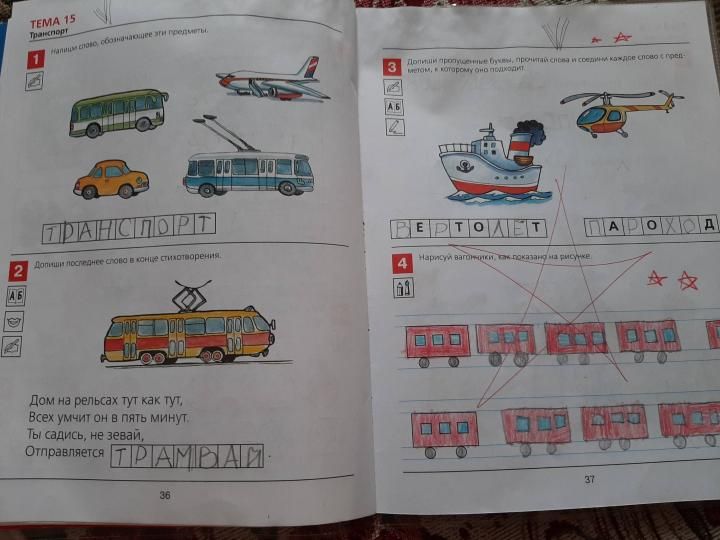 ТЕМА 15
Транспорт
1
Напиши слово, обозначающее эти предметы.
ТРАНСПОРТ
2
Допиши последнее слово в конце стихотворения.
АБ
Дом на рельсах тут как тут,
Всех умчит он в пять минут.
Ты садись, не зевай,
Отправляется ТРАМВАЙ
36
3
Допиши пропущенные буквы, прочитай слова и соедини каждое слово с пред-
метом, к которому оно подходит.
АБ
ВЕРТОЛЁТ ПАРОХОД
4
Нарисуй вагончики, как показано на рисунке.
37